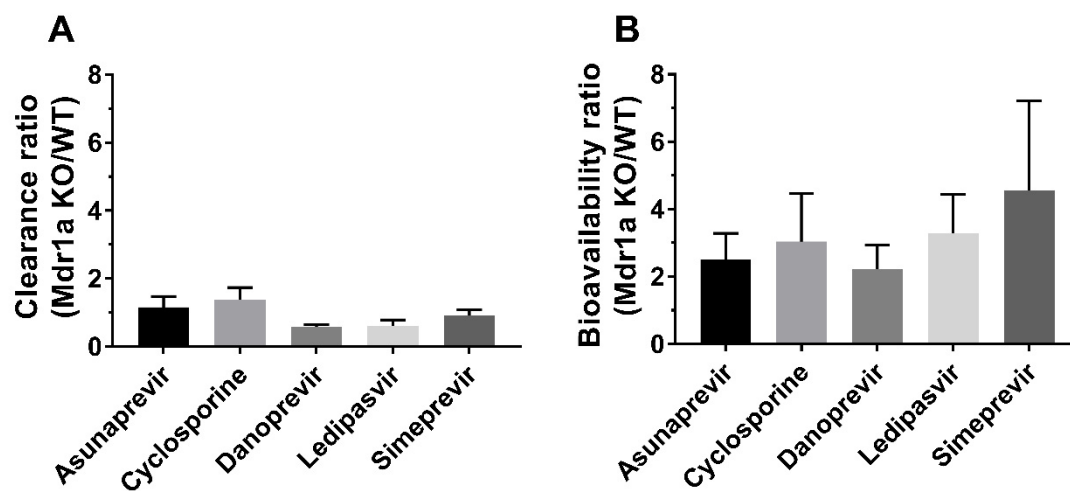 A
Clearance ratio
(Mdr1a KO/WT)
8
6
4
2
0
Asunaprevir
Cyclosporine
Danoprevir
Ledipasvir
Simeprevir
B
Bioavailability ratio
(Mdr1a KO/WT)
8
6
4
2
0
Asunaprevir
Cyclosporine
Danoprevir
Ledipasvir
Simeprevir